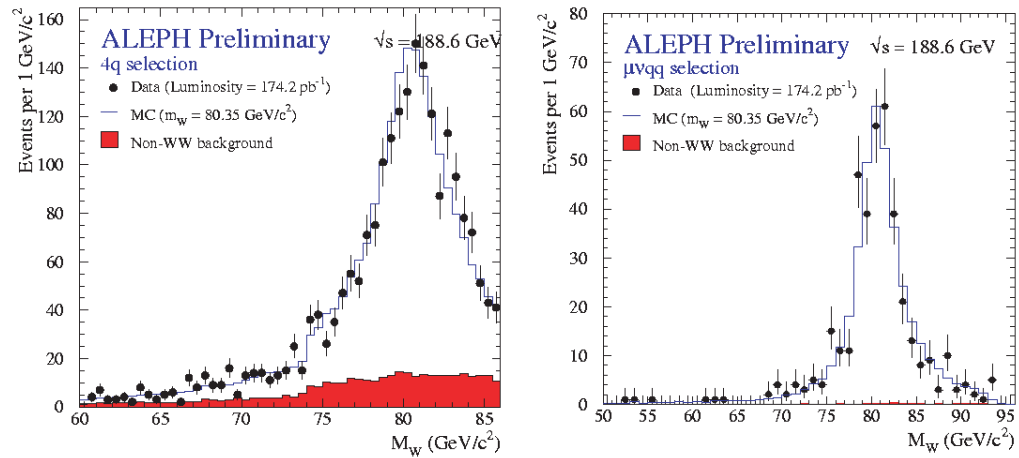 Events per 1 GeV/c²
160
140
120
100
80
60
40
20
0
ALEPH Preliminary
√s = 188.6 GeV
4q selection
Data (Luminosity = 174.2 pb⁻¹)
MC (m_W = 80.35 GeV/c²)
Non-WW background
60 65 70 75 80 85
M_W (GeV/c²)
Events per 1 GeV/c²
80
70
60
50
40
30
20
10
0
ALEPH Preliminary
√s = 188.6 GeV
μνqq selection
Data (Luminosity = 174.2 pb⁻¹)
MC (m_W = 80.35 GeV/c²)
Non-WW background
50 55 60 65 70 75 80 85 90 95
M_W (GeV/c²)